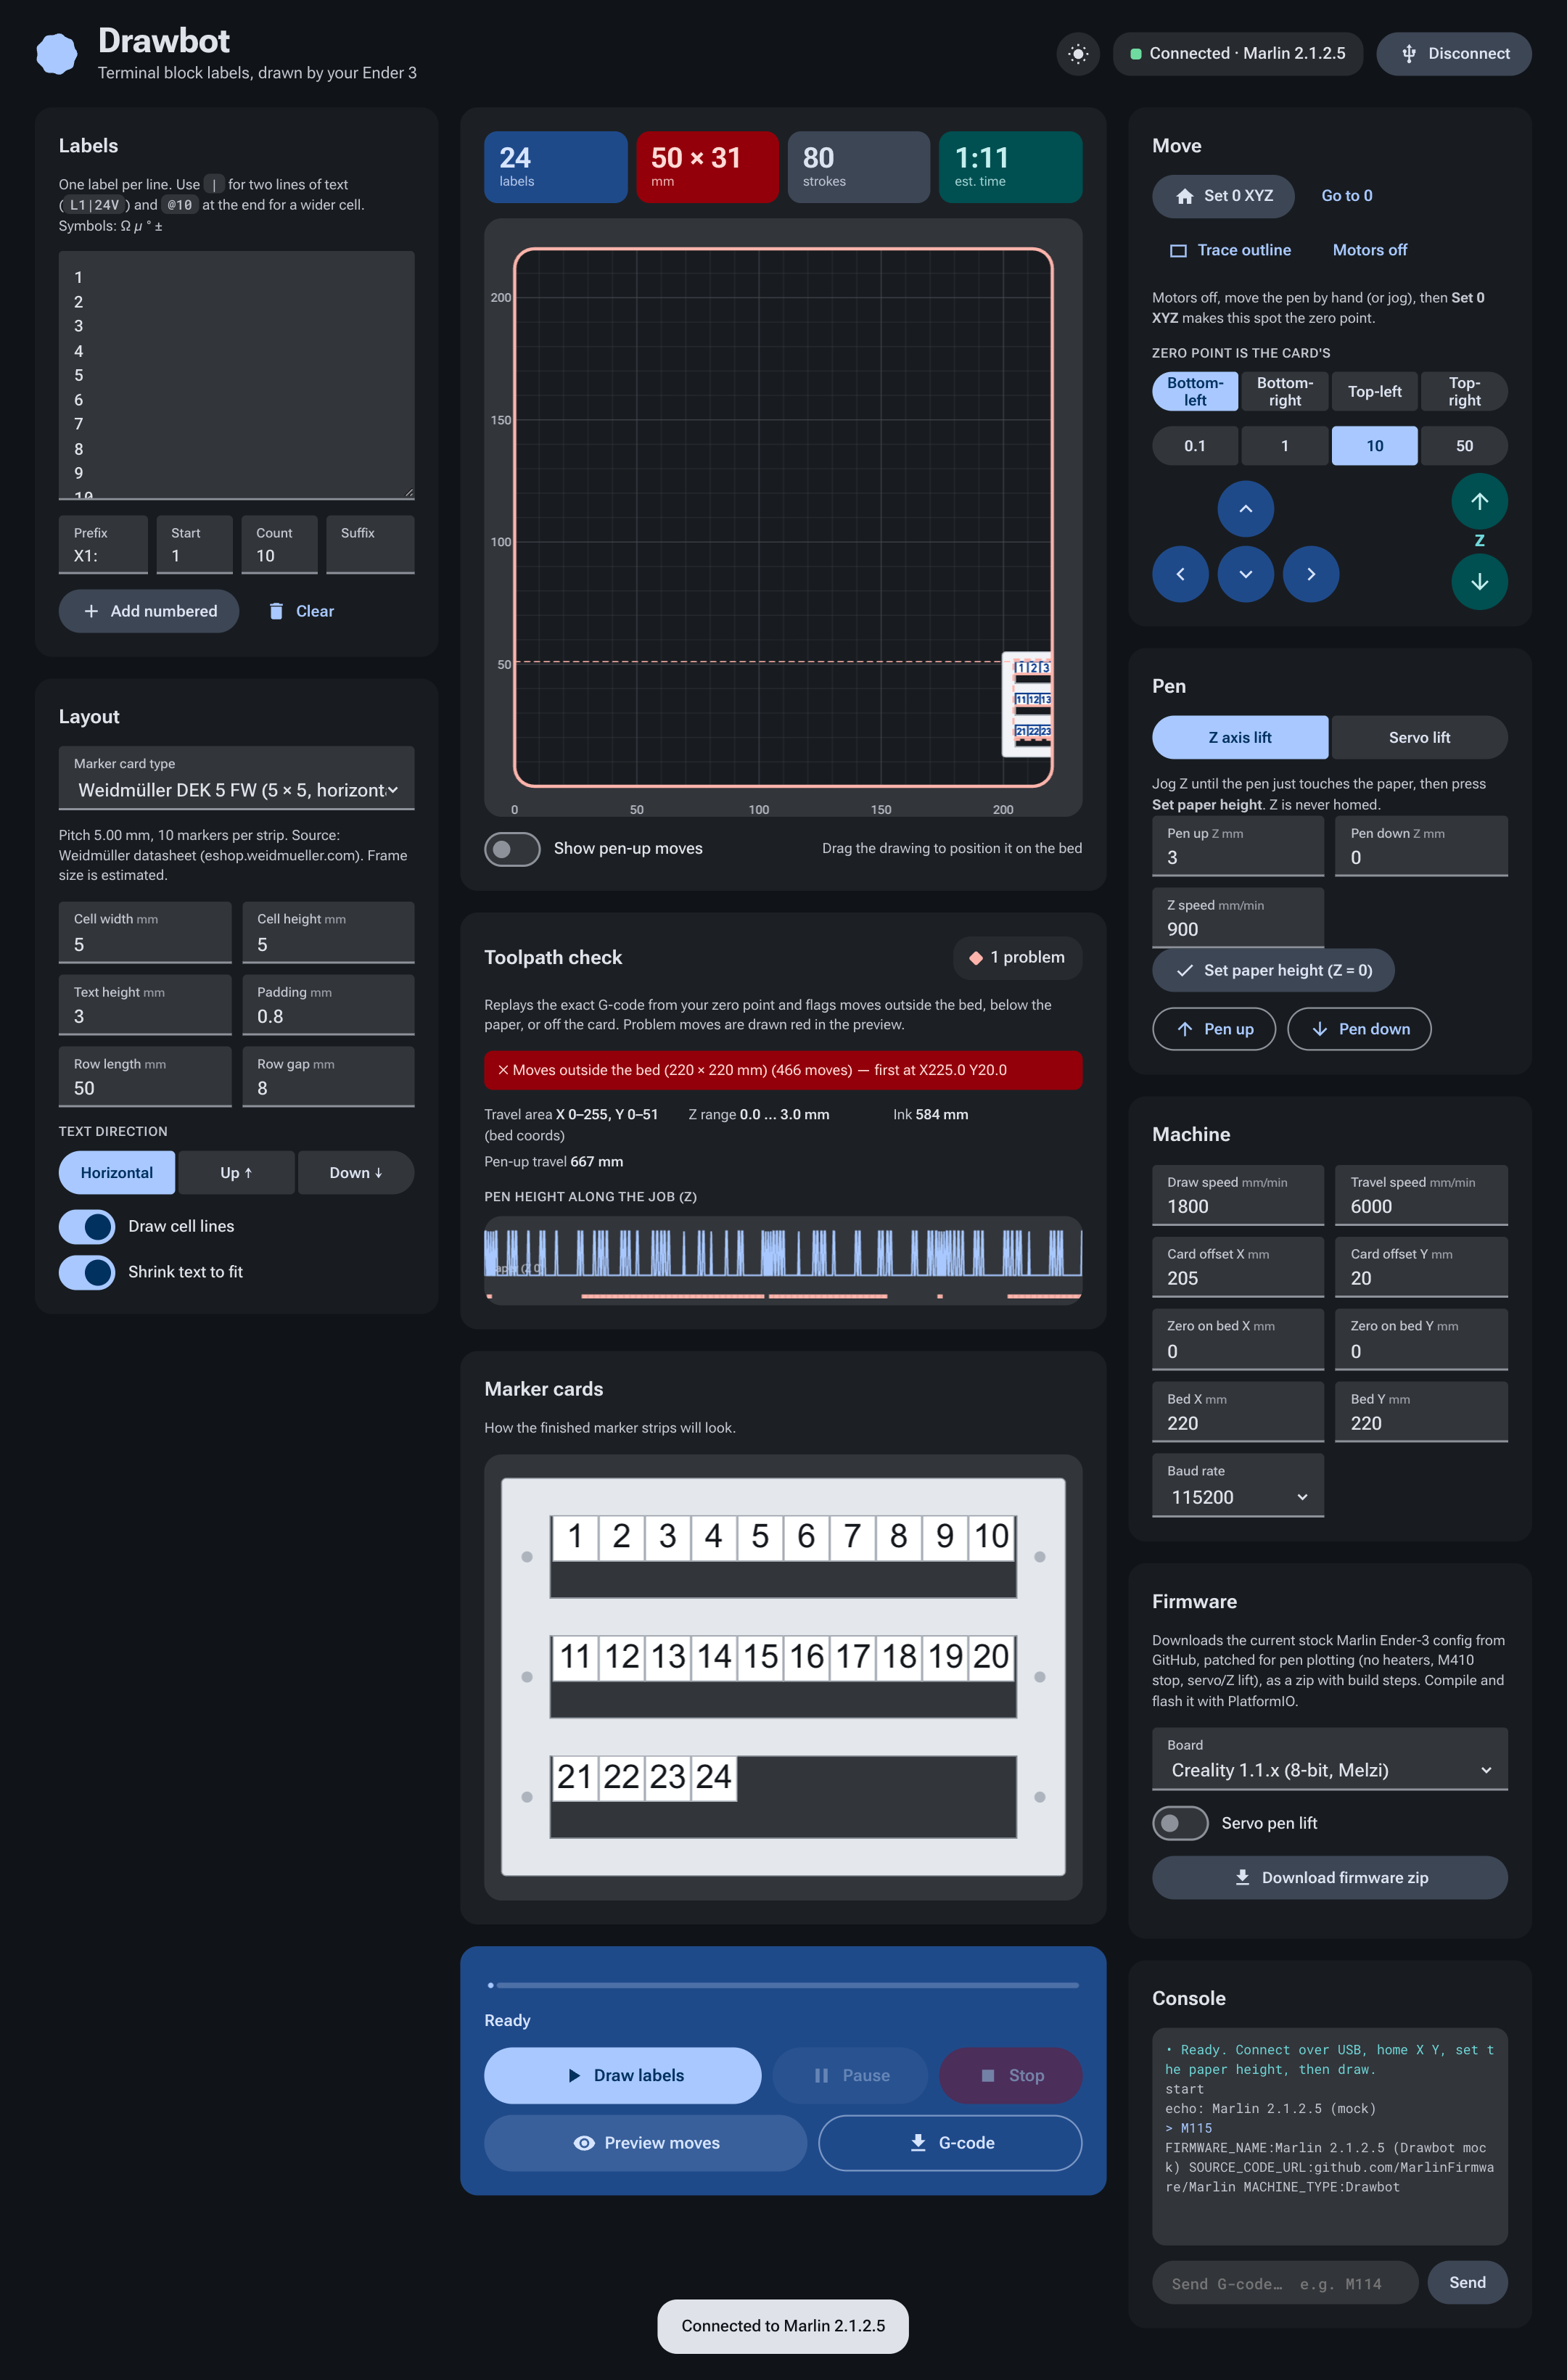 Drawbot
Terminal block labels, drawn by your Ender 3
Connected · Marlin 2.1.2.5
Disconnect
Labels
One label per line. Use | for two lines of text
(L1|24V) and @10 at the end for a wider cell.
Symbols: Ω µ ° ±
1
2
3
4
5
6
7
8
9
10
Prefix
X1:
Start
1
Count
10
Suffix
Add numbered
Clear
Layout
Marker card type
Weidmüller DEK 5 FW (5 × 5, horizont
Pitch 5.00 mm, 10 markers per strip. Source:
Weidmüller datasheet (eshop.weidmueller.com). Frame
size is estimated.
Cell width mm
5
Cell height mm
5
Text height mm
3
Padding mm
0.8
Row length mm
50
Row gap mm
8
TEXT DIRECTION
Horizontal
Up ↑
Down ↓
Draw cell lines
Shrink text to fit
24
labels
50 × 31
mm
80
strokes
1:11
est. time
200
150
100
50
0 50 100 150 200
1 2 3
11 12 13
21 22 23
Show pen-up moves
Drag the drawing to position it on the bed
Toolpath check
1 problem
Replays the exact G-code from your zero point and flags moves outside the bed, below the
paper, or off the card. Problem moves are drawn red in the preview.
✕ Moves outside the bed (220 × 220 mm) (466 moves) — first at X225.0 Y20.0
Travel area X 0–255, Y 0–51
(bed coords)
Z range 0.0 … 3.0 mm
Ink 584 mm
Pen-up travel 667 mm
PEN HEIGHT ALONG THE JOB (Z)
paper (Z 0)
Marker cards
How the finished marker strips will look.
1 2 3 4 5 6 7 8 9 10
11 12 13 14 15 16 17 18 19 20
21 22 23 24
Ready
Draw labels
Pause
Stop
Preview moves
G-code
Move
Set 0 XYZ
Go to 0
Trace outline
Motors off
Motors off, move the pen by hand (or jog), then Set 0
XYZ makes this spot the zero point.
ZERO POINT IS THE CARD'S
Bottom-
left
Bottom-
right
Top-left
Top-
right
0.1
1
10
50
Z
Pen
Z axis lift
Servo lift
Jog Z until the pen just touches the paper, then press
Set paper height. Z is never homed.
Pen up Z mm
3
Pen down Z mm
0
Z speed mm/min
900
Set paper height (Z = 0)
Pen up
Pen down
Machine
Draw speed mm/min
1800
Travel speed mm/min
6000
Card offset X mm
205
Card offset Y mm
20
Zero on bed X mm
0
Zero on bed Y mm
0
Bed X mm
220
Bed Y mm
220
Baud rate
115200
Firmware
Downloads the current stock Marlin Ender-3 config from
GitHub, patched for pen plotting (no heaters, M410
stop, servo/Z lift), as a zip with build steps. Compile and
flash it with PlatformIO.
Board
Creality 1.1.x (8-bit, Melzi)
Servo pen lift
Download firmware zip
Console
• Ready. Connect over USB, home X Y, set t
he paper height, then draw.
start
echo: Marlin 2.1.2.5 (mock)
> M115
FIRMWARE_NAME:Marlin 2.1.2.5 (Drawbot moc
k) SOURCE_CODE_URL:github.com/MarlinFirmwa
re/Marlin MACHINE_TYPE:Drawbot
Send G-code… e.g. M114
Send
Connected to Marlin 2.1.2.5